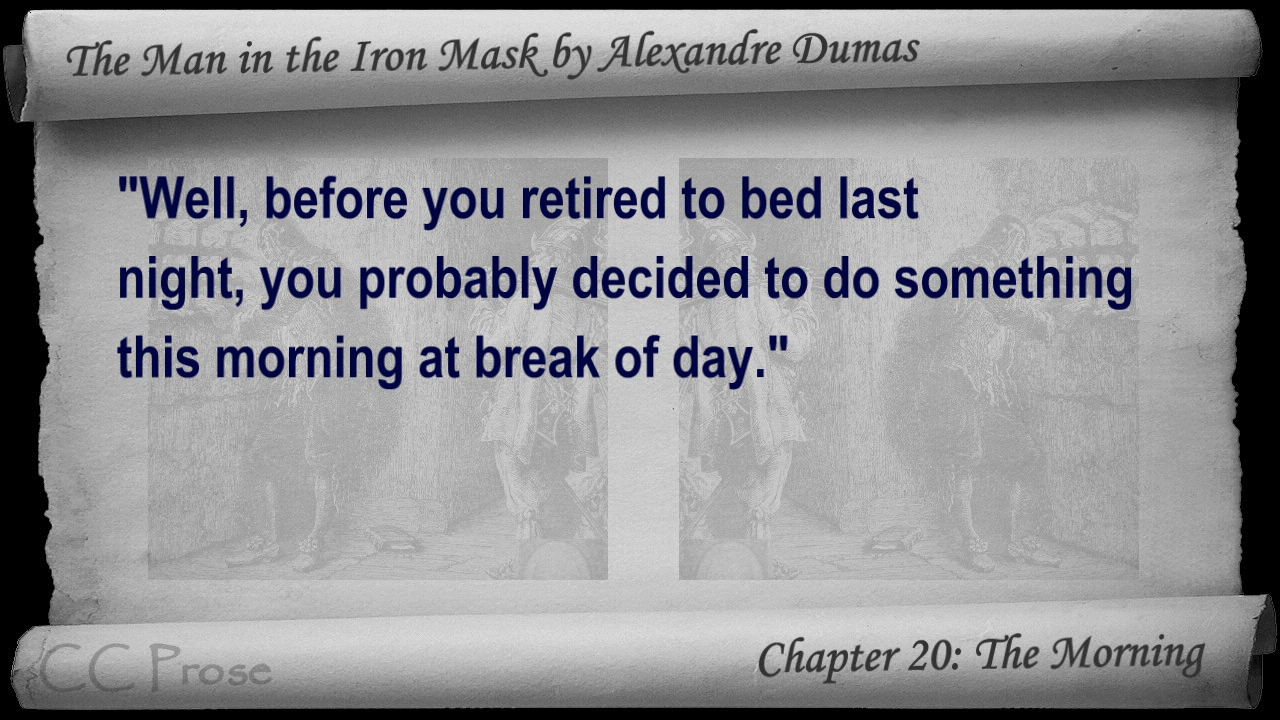 The Man in the Iron Mask by Alexandre Dumas
"Well, before you retired to bed last
night, you probably decided to do something
this morning at break of day."
CC Prose
Chapter 20: The Morning